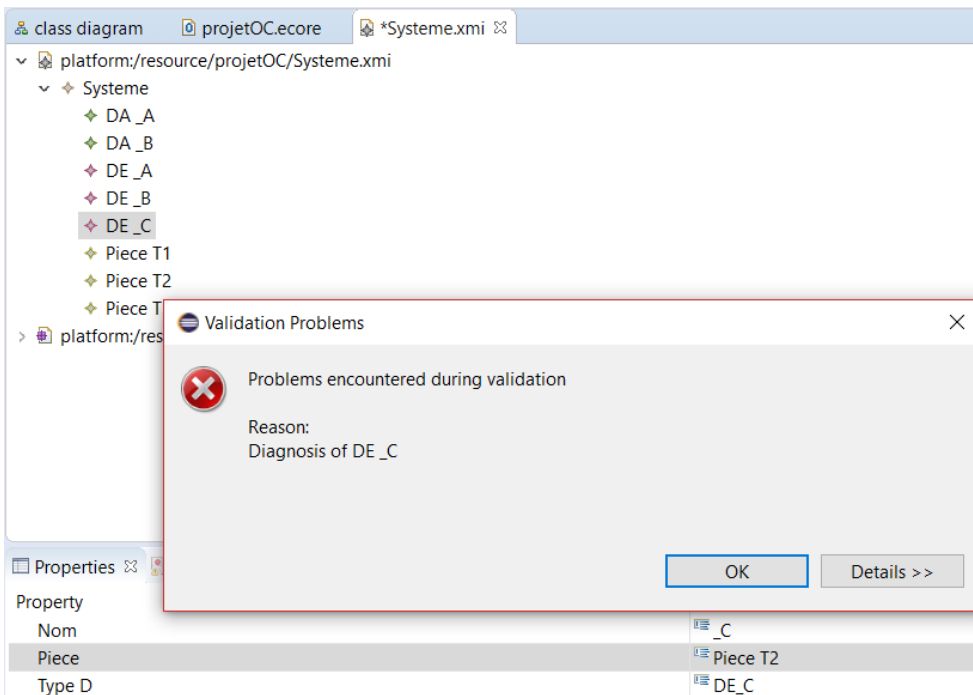 class diagram projetOC.ecore *Systeme.xmi
platform:/resource/projetOC/Systeme.xmi
Systeme
DA _A
DA _B
DE _A
DE _B
DE _C
Piece T1
Piece T2
Piece T
platform:/res
Validation Problems
Problems encountered during validation
Reason:
Diagnosis of DE _C
OK Details >>
Properties
Property
Nom _C
Piece Piece T2
Type D DE_C